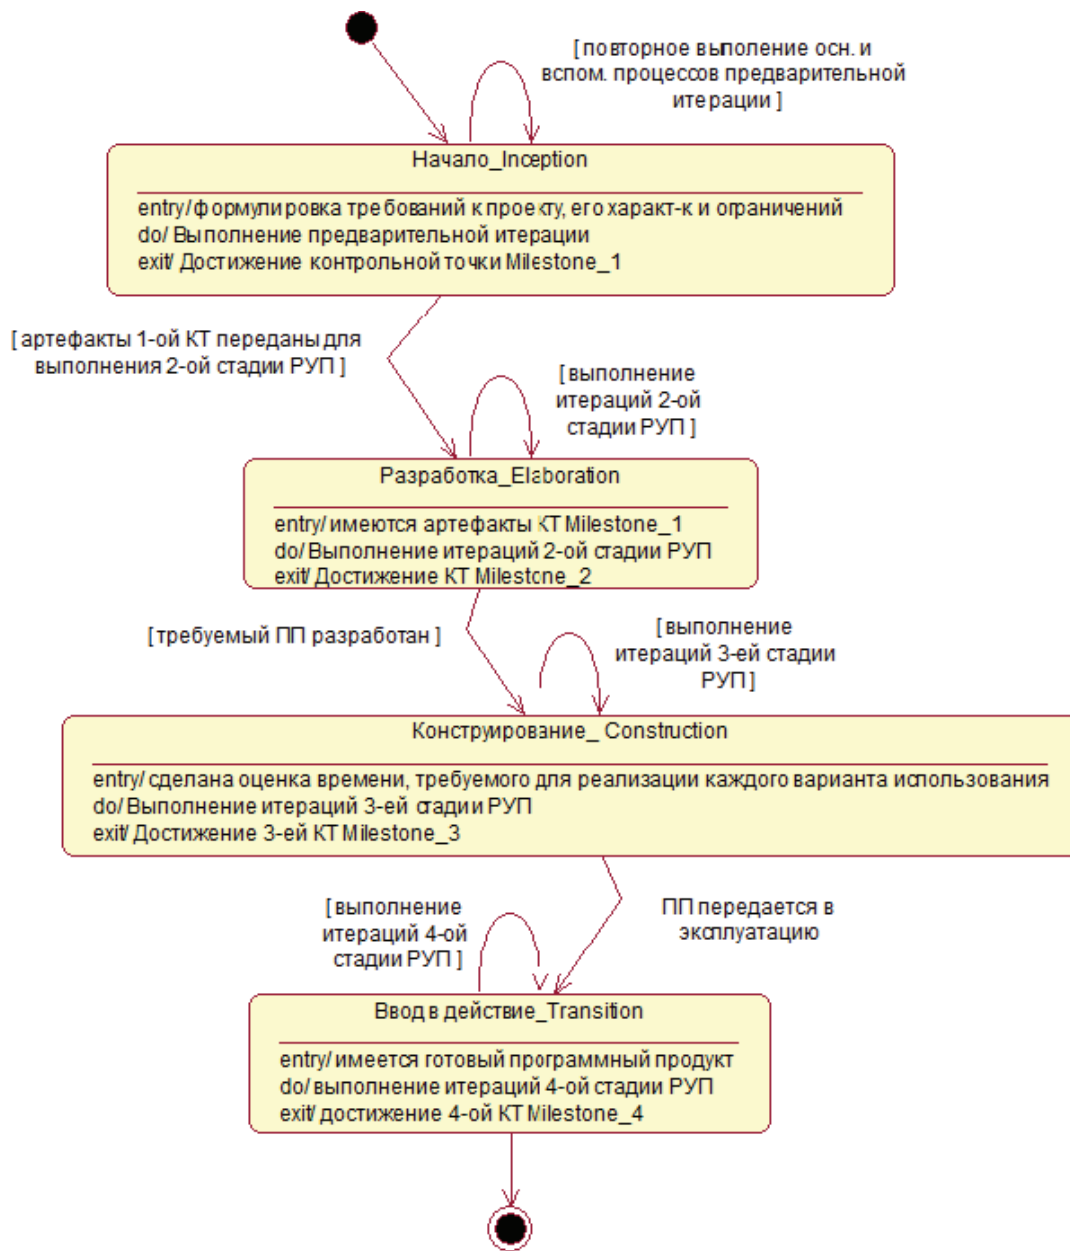 [ повторное выполение осн. и
вспом. процессов предварительной
итерации ]
Начало_Inception
entry/ формулировка требований к проекту, его характ-к и ограничений
do/ Выполнение предварительной итерации
exit/ Достижение контрольной точки Milestone_1
[ артефакты 1-ой КТ переданы для
выполнения 2-ой стадии РУП ]
[ выполнение
итераций 2-ой
стадии РУП ]
Разработка_Elaboration
entry/ имеются артефакты КТ Milestone_1
do/ Выполнение итераций 2-ой стадии РУП
exit/ Достижение КТ Milestone_2
[ требуемый ПП разработан ]
[ выполнение
итераций 3-ей стадии
РУП ]
Конструирование_ Construction
entry/ сделана оценка времени, требуемого для реализации каждого варианта использования
do/ Выполнение итераций 3-ей стадии РУП
exit/ Достижение 3-ей КТ Milestone_3
[ выполнение
итераций 4-ой
стадии РУП ]
ПП передается в
эксплуатацию
Ввод в действие_Transition
entry/ имеется готовый программный продукт
do/ выполнение итераций 4-ой стадии РУП
exit/ достижение 4-ой КТ Milestone_4